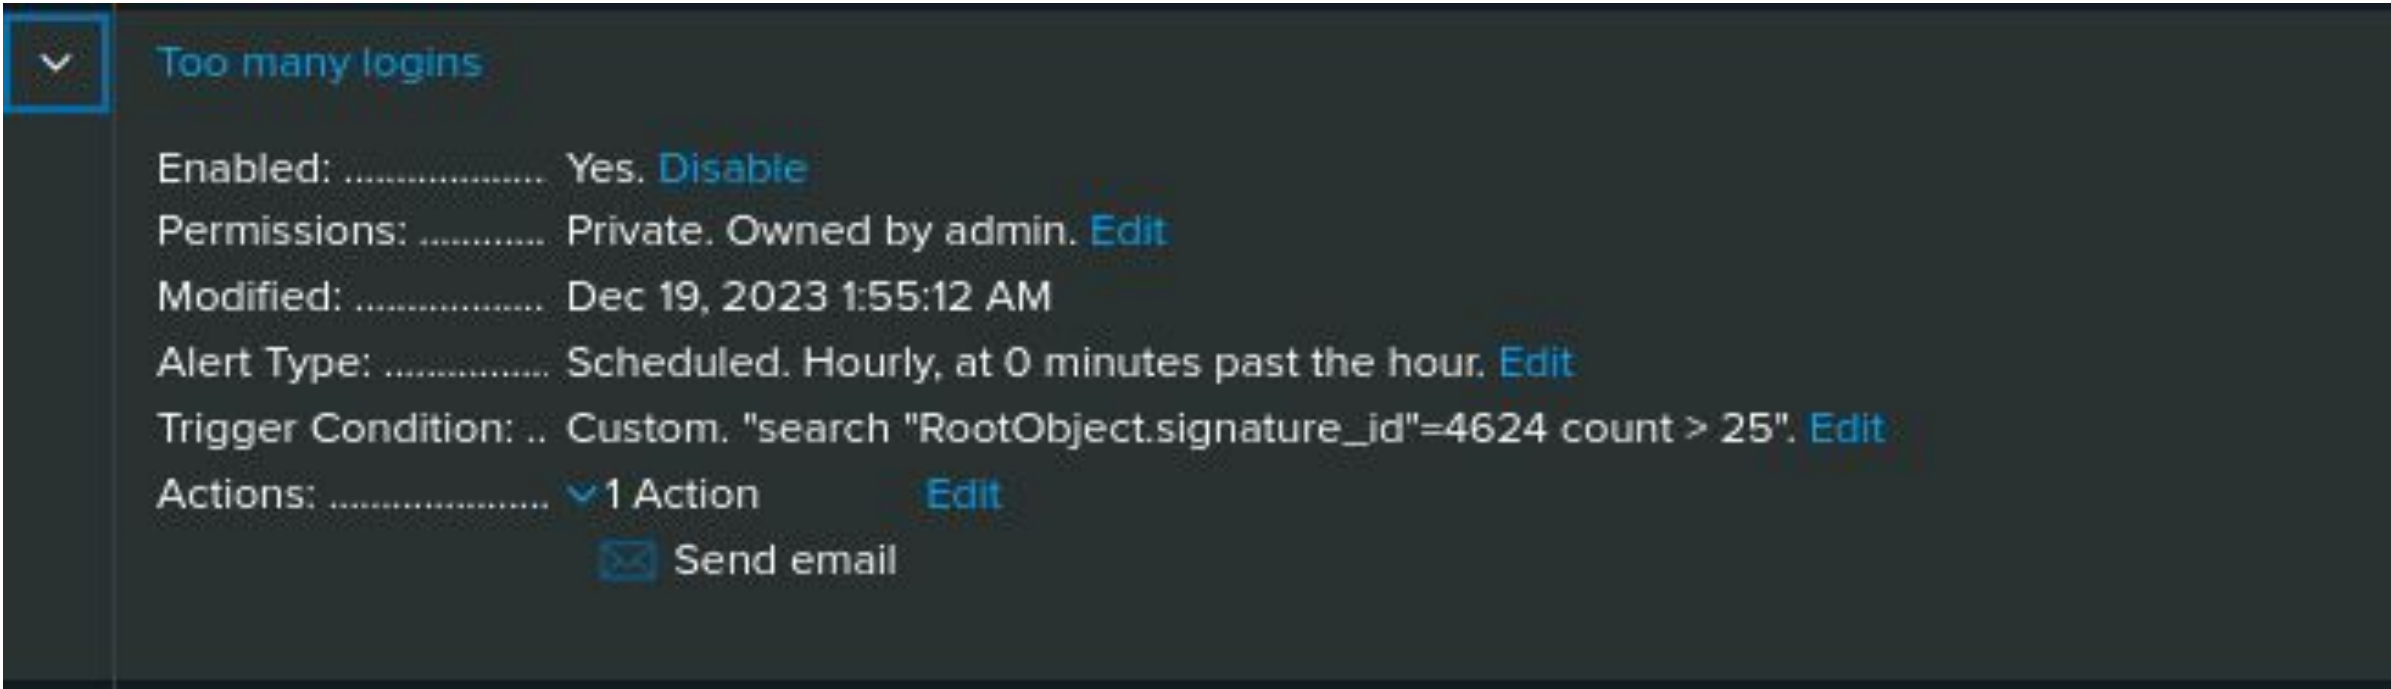 Too many logins
Enabled: ................... Yes. Disable
Permissions: ............ Private. Owned by admin. Edit
Modified: .................. Dec 19, 2023 1:55:12 AM
Alert Type: ................ Scheduled. Hourly, at 0 minutes past the hour. Edit
Trigger Condition: .. Custom. "search "RootObject.signature_id"=4624 count > 25". Edit
Actions: ..................... 1 Action Edit
Send email